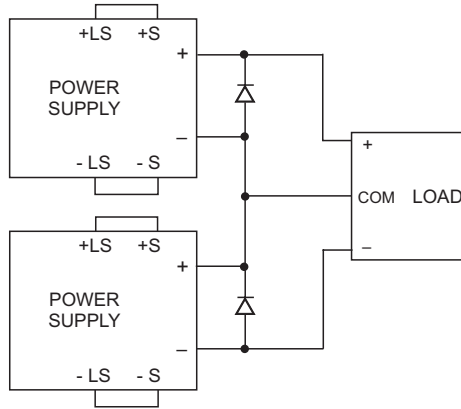 +LS +S
+
POWER
SUPPLY
–
- LS - S
+
COM LOAD
–
+LS +S
+
POWER
SUPPLY
–
- LS - S